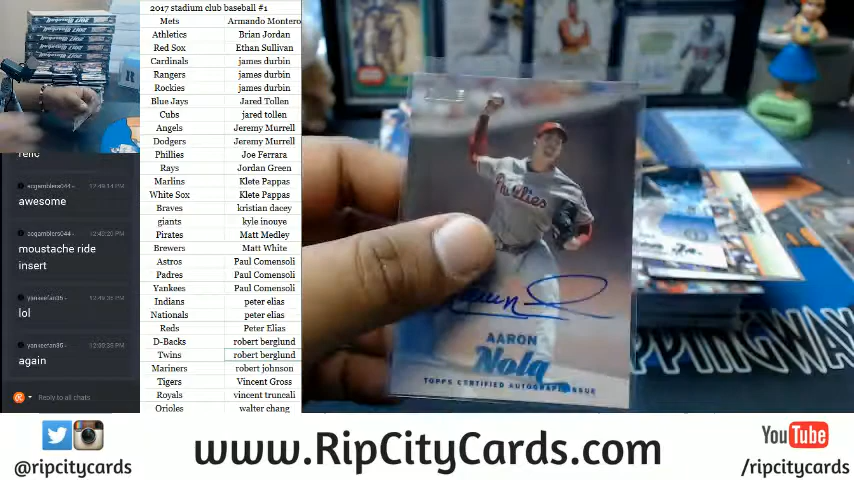 2017 stadium club baseball #1
Mets Armando Montero
Athletics Brian Jordan
Red Sox Ethan Sullivan
Cardinals james durbin
Rangers james durbin
Rockies james durbin
Blue Jays Jared Tollen
Cubs jared tollen
Angels Jeremy Murrell
Dodgers Jeremy Murrell
Phillies Joe Ferrara
Rays Jordan Green
Marlins Klete Pappas
White Sox Klete Pappas
Braves kristian dacey
giants kyle inouye
Pirates Matt Medley
Brewers Matt White
Astros Paul Comensoli
Padres Paul Comensoli
Yankees Paul Comensoli
Indians peter elias
Nationals peter elias
Reds Peter Elias
D-Backs robert berglund
Twins robert berglund
Mariners robert johnson
Tigers Vincent Gross
Royals vincent truncali
Orioles walter chang
awesome
moustache ride
insert
lol
again
Reply to all chats
Phillies
AARON
Nola
TOPPS CERTIFIED AUTOGRAPH ISSUE
@ripcitycards
www.RipCityCards.com
YouTube
/ripcitycards